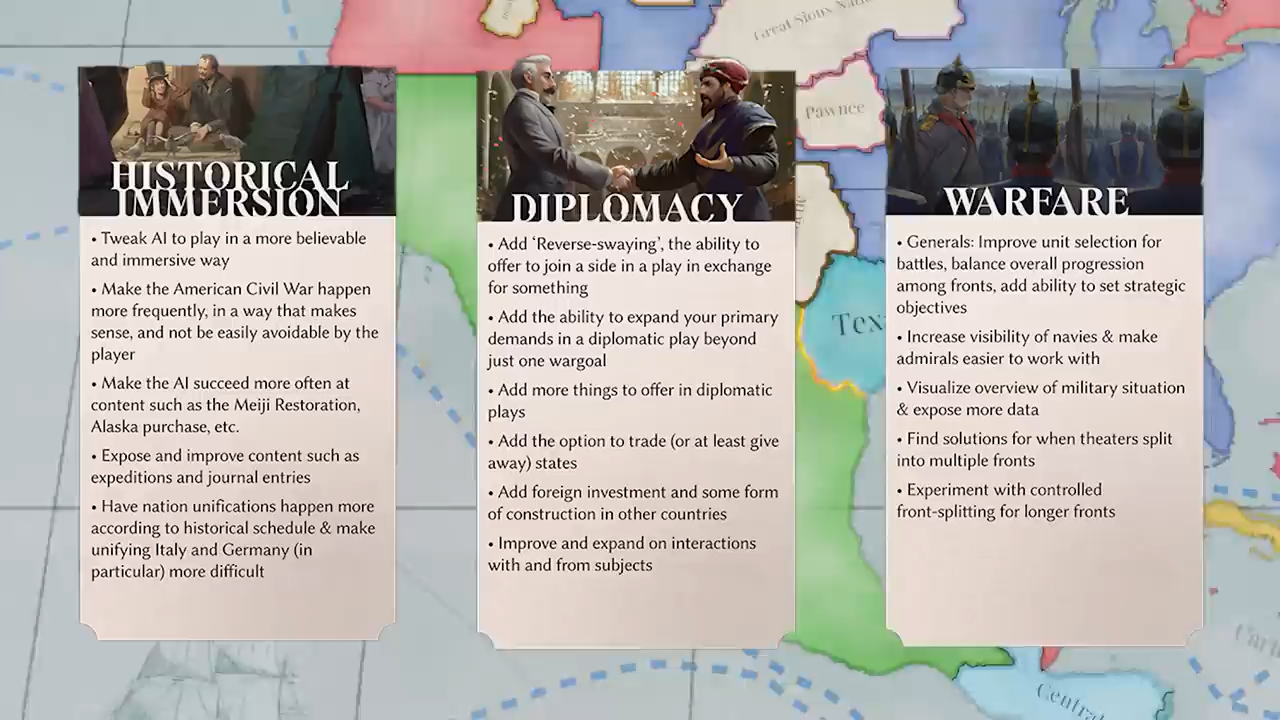 Great Sioux Nation
Pawnee
Tex
Central
HISTORICAL
IMMERSION
• Tweak AI to play in a more believable
and immersive way
• Make the American Civil War happen
more frequently, in a way that makes
sense, and not be easily avoidable by the
player
• Make the AI succeed more often at
content such as the Meiji Restoration,
Alaska purchase, etc.
• Expose and improve content such as
expeditions and journal entries
• Have nation unifications happen more
according to historical schedule & make
unifying Italy and Germany (in
particular) more difficult
DIPLOMACY
• Add ‘Reverse-swaying’, the ability to
offer to join a side in a play in exchange
for something
• Add the ability to expand your primary
demands in a diplomatic play beyond
just one wargoal
• Add more things to offer in diplomatic
plays
• Add the option to trade (or at least give
away) states
• Add foreign investment and some form
of construction in other countries
• Improve and expand on interactions
with and from subjects
WARFARE
• Generals: Improve unit selection for
battles, balance overall progression
among fronts, add ability to set strategic
objectives
• Increase visibility of navies & make
admirals easier to work with
• Visualize overview of military situation
& expose more data
• Find solutions for when theaters split
into multiple fronts
• Experiment with controlled
front-splitting for longer fronts